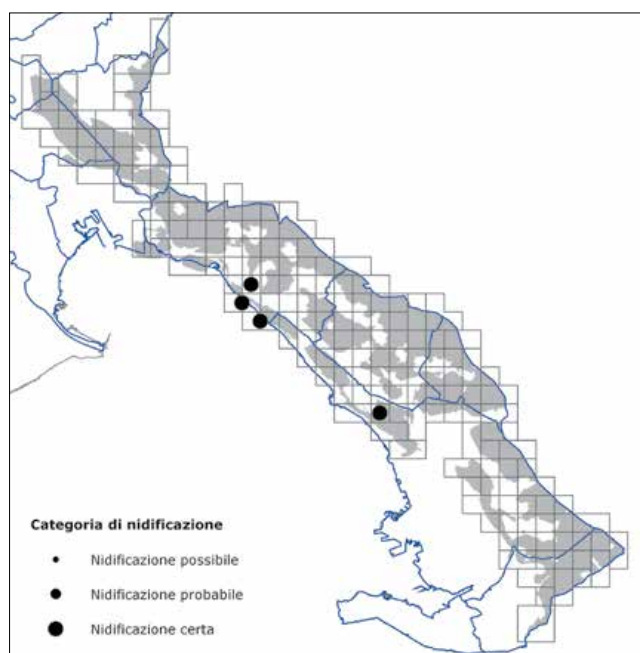 Categoria di nidificazione
Nidificazione possibile
Nidificazione probabile
Nidificazione certa